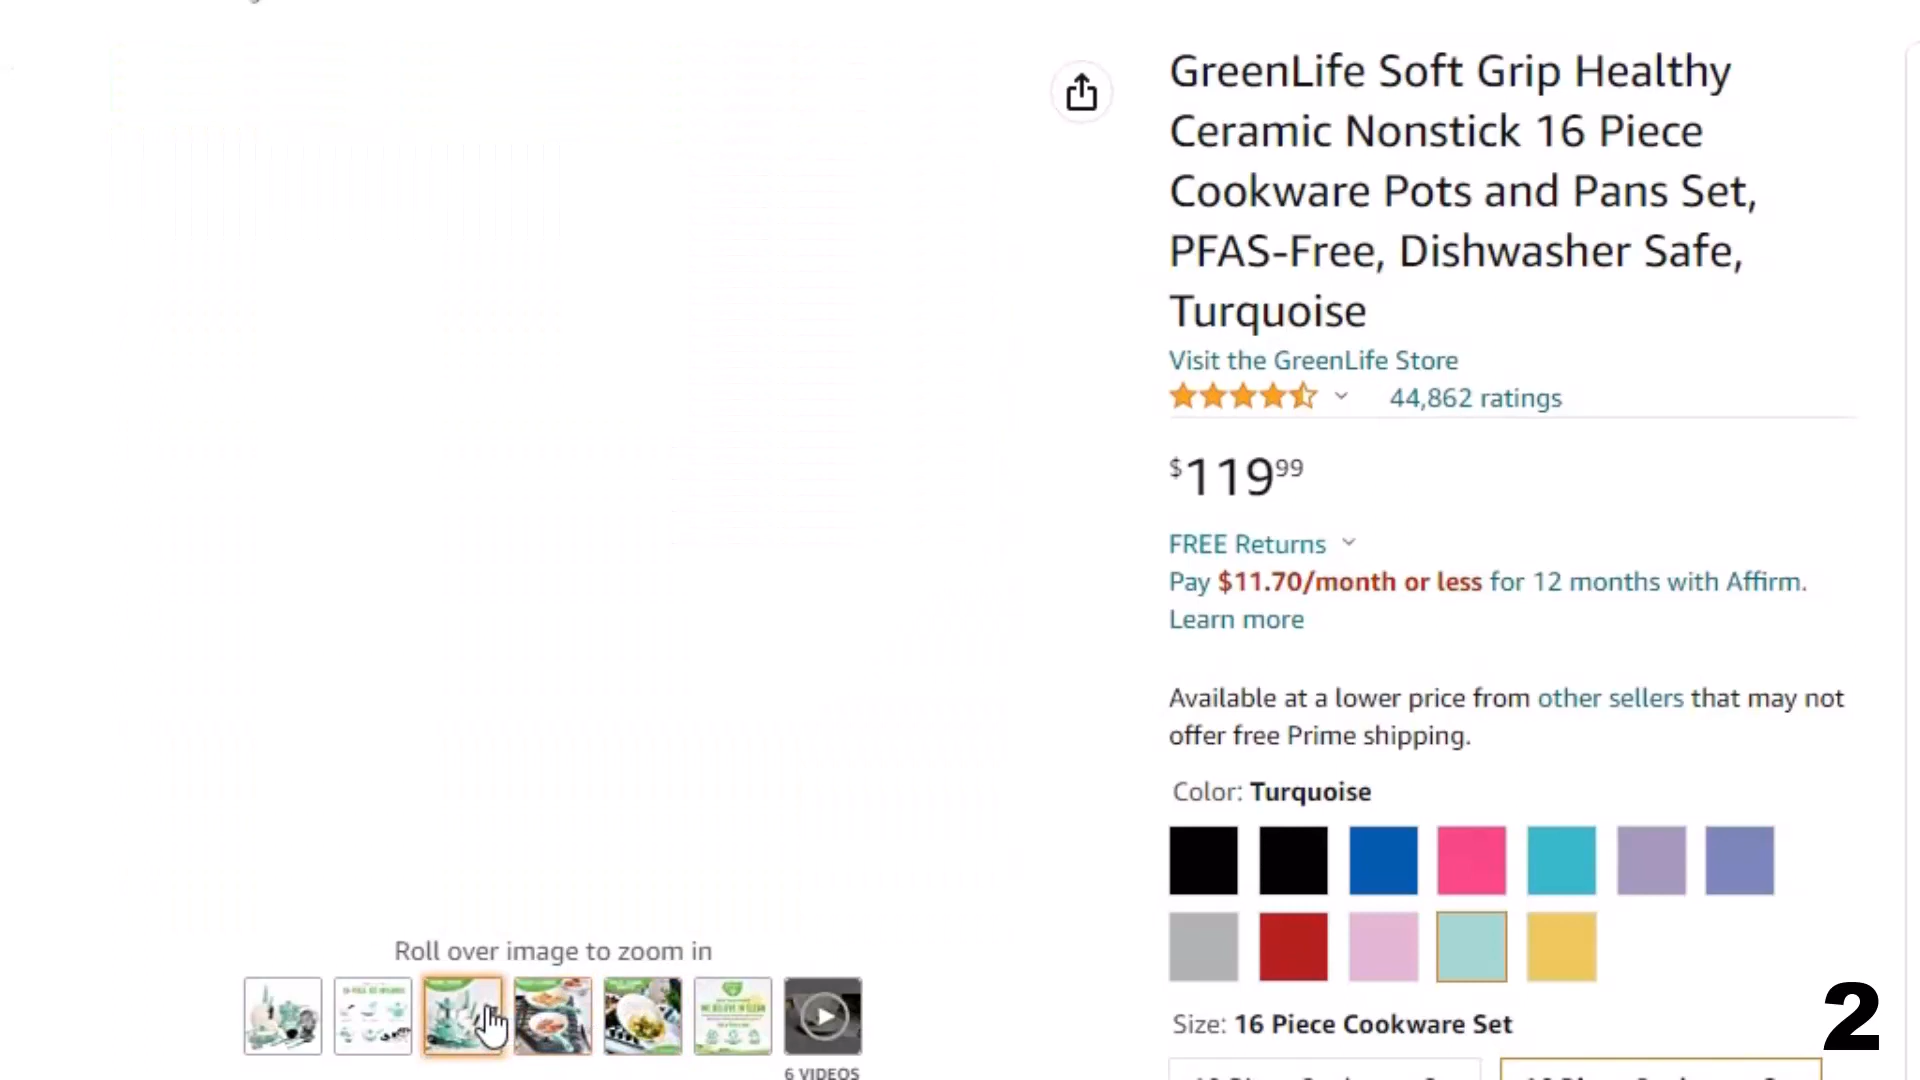 GreenLife Soft Grip Healthy
Ceramic Nonstick 16 Piece
Cookware Pots and Pans Set,
PFAS-Free, Dishwasher Safe,
Turquoise
Visit the GreenLife Store
44,862 ratings
$119.99
FREE Returns
Pay $11.70/month or less for 12 months with Affirm.
Learn more
Available at a lower price from other sellers that may not
offer free Prime shipping.
Color: Turquoise
Roll over image to zoom in
Size: 16 Piece Cookware Set
6 VIDEOS
2